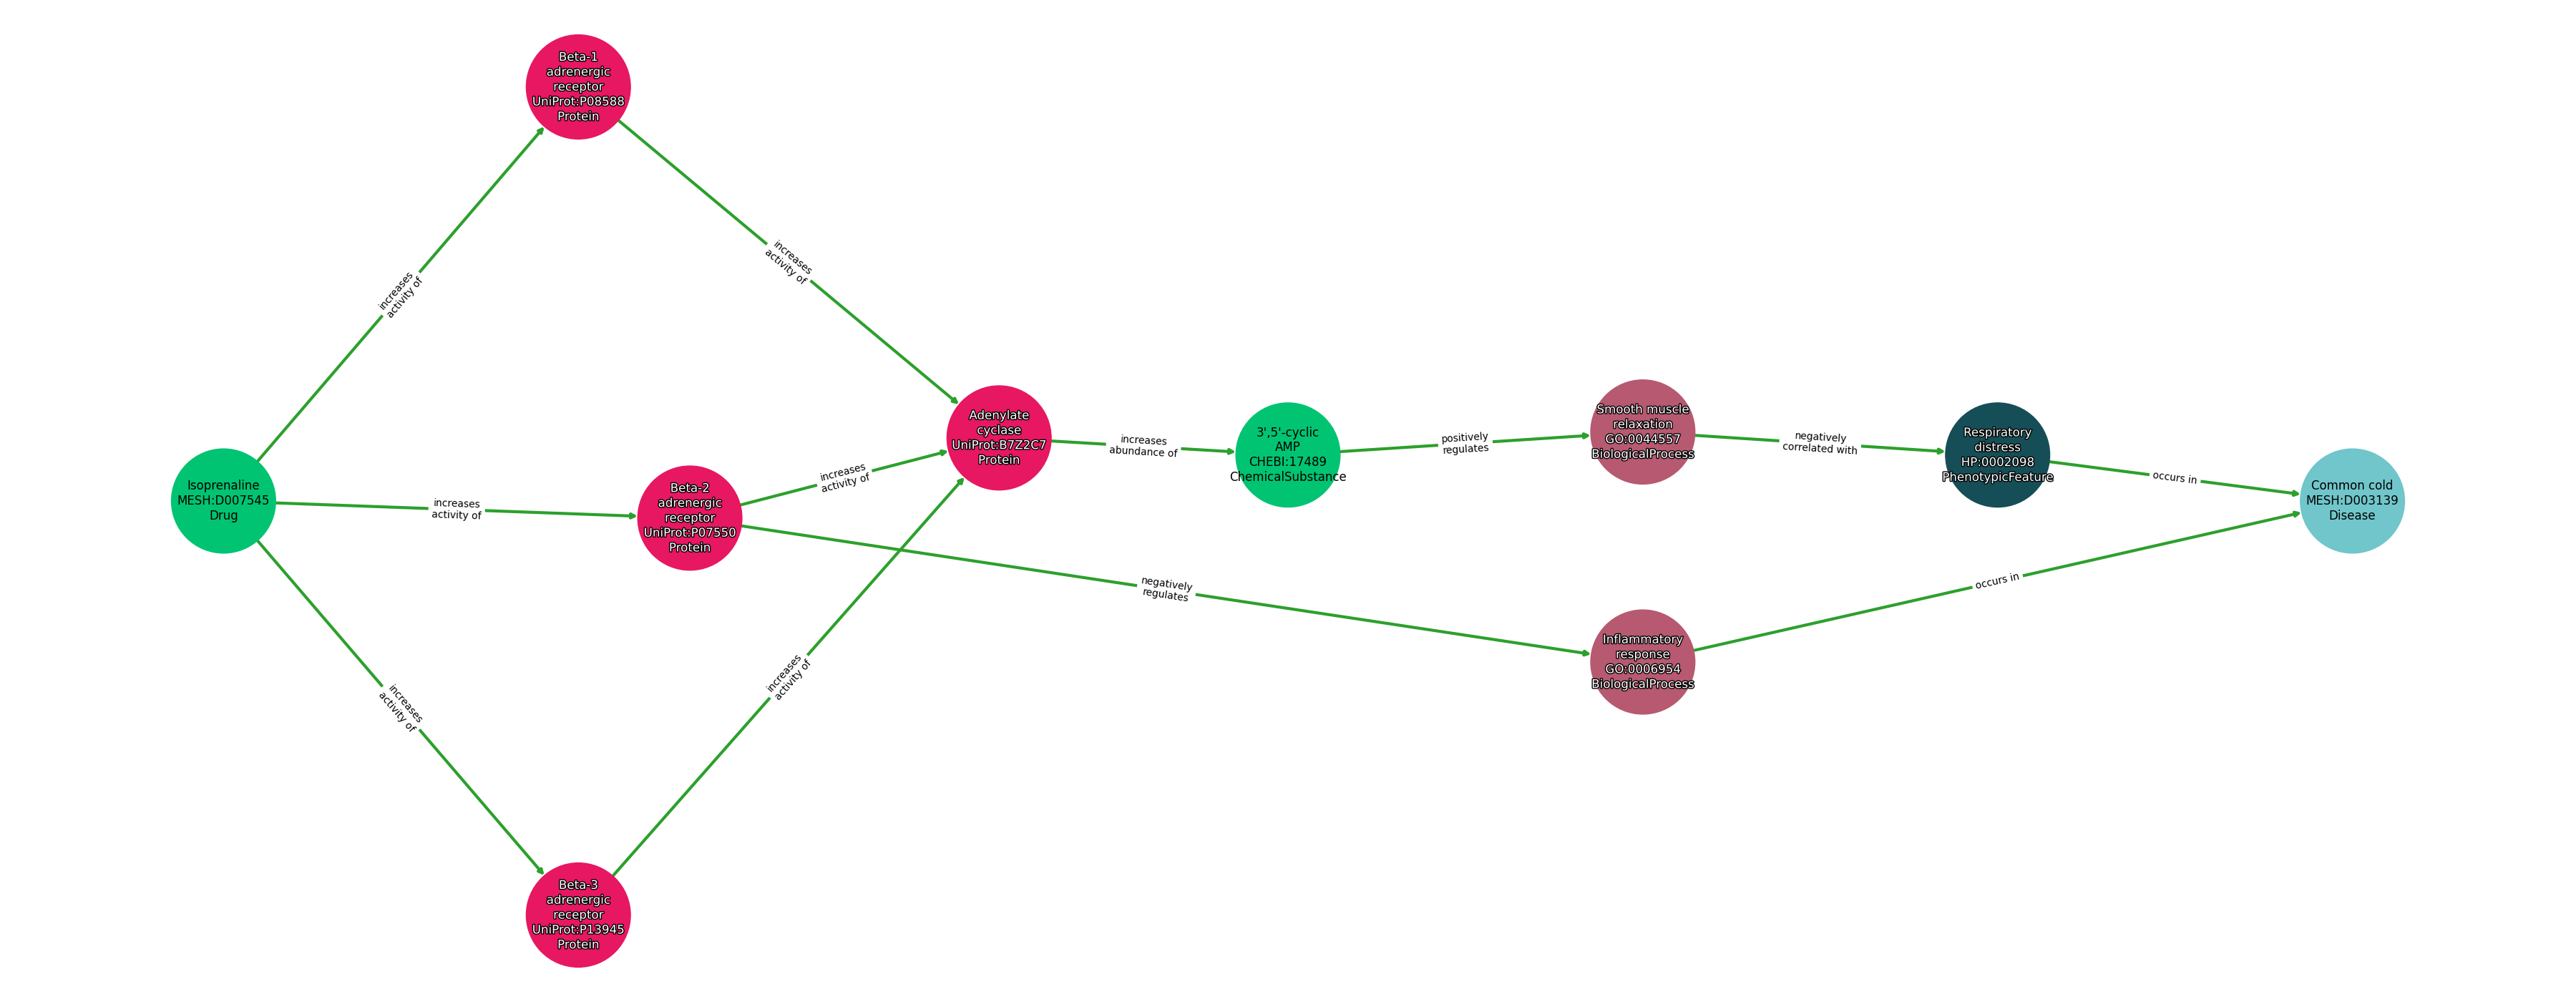 Beta-1
adrenergic
receptor
UniProt:P08588
Protein
increases
activity of
increases
activity of
Isoprenaline
MESH:D007545
Drug
increases
activity of
Beta-2
adrenergic
receptor
UniProt:P07550
Protein
increases
activity of
Adenylate
cyclase
UniProt:B7Z2C7
Protein
increases
abundance of
3',5'-cyclic
AMP
CHEBI:17489
ChemicalSubstance
positively
regulates
Smooth muscle
relaxation
GO:0044557
BiologicalProcess
negatively
correlated with
Respiratory
distress
HP:0002098
PhenotypicFeature
occurs in
Common cold
MESH:D003139
Disease
negatively
regulates
Inflammatory
response
GO:0006954
BiologicalProcess
occurs in
increases
activity of
increases
activity of
Beta-3
adrenergic
receptor
UniProt:P13945
Protein